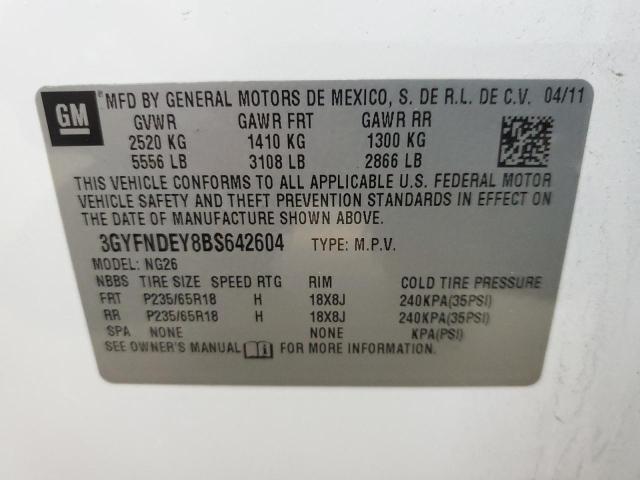 GM ® MFD BY GENERAL MOTORS DE MEXICO, S. DE R.L. DE C.V. 04/11
GVWR GAWR FRT GAWR RR
2520 KG 1410 KG 1300 KG
5556 LB 3108 LB 2866 LB
THIS VEHICLE CONFORMS TO ALL APPLICABLE U.S. FEDERAL MOTOR
VEHICLE SAFETY AND THEFT PREVENTION STANDARDS IN EFFECT ON
THE DATE OF MANUFACTURE SHOWN ABOVE.
3GYFNDEY8BS642604 TYPE: M.P.V.
MODEL: NG26
NBBS TIRE SIZE SPEED RTG RIM COLD TIRE PRESSURE
FRT P235/65R18 H 18X8J 240KPA(35PSI)
RR P235/65R18 H 18X8J 240KPA(35PSI)
SPA NONE NONE KPA(PSI)
SEE OWNER'S MANUAL FOR MORE INFORMATION.